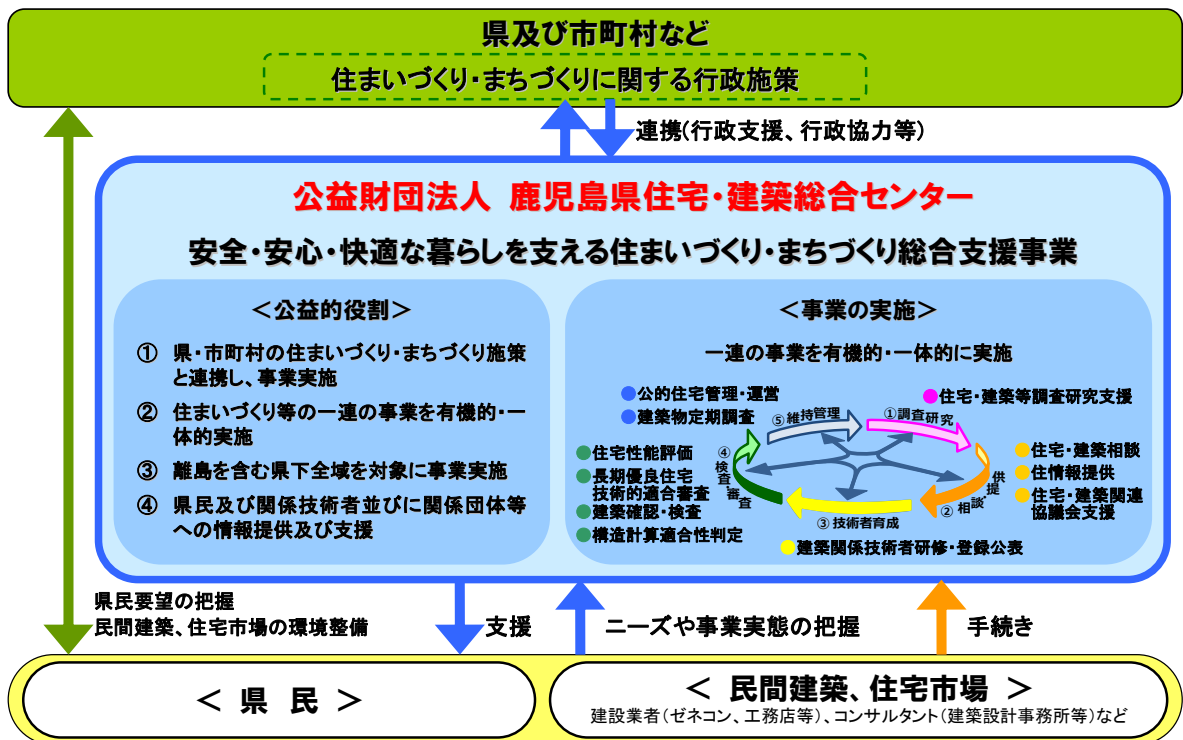 県及び市町村など
住まいづくり・まちづくりに関する行政施策
連携(行政支援、行政協力等)
公益財団法人 鹿児島県住宅・建築総合センター
安全・安心・快適な暮らしを支える住まいづくり・まちづくり総合支援事業
＜公益的役割＞
① 県・市町村の住まいづくり・まちづくり施策
と連携し、事業実施
② 住まいづくり等の一連の事業を有機的・一
体的実施
③ 離島を含む県下全域を対象に事業実施
④ 県民及び関係技術者並びに関係団体等
への情報提供及び支援
＜事業の実施＞
一連の事業を有機的・一体的に実施
●公的住宅管理・運営
●建築物定期調査
⑤維持管理
①調査研究
●住宅・建築等調査研究支援
●住宅性能評価
●長期優良住宅
技術的適合審査
●建築確認・検査
●構造計算適合性判定
④検査・審査
●住宅・建築相談
●住情報提供
●住宅・建築関連
協議会支援
②相談・提供
③技術者育成
●建築関係技術者研修・登録公表
県民要望の把握
民間建築、住宅市場の環境整備
支援
ニーズや事業実態の把握
手続き
＜ 県 民 ＞
＜ 民間建築、住宅市場 ＞
建設業者(ゼネコン、工務店等)、コンサルタント(建築設計事務所等)など